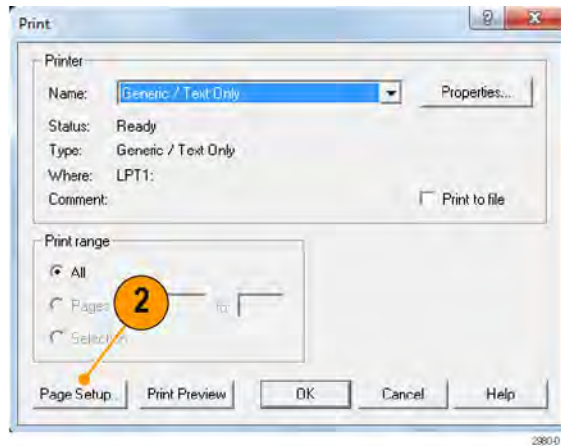 Print
Printer
Name: Generic / Text Only Properties...
Status: Ready
Type: Generic / Text Only
Where: LPT1:
Comment: Print to file
Print range
All
Pages 2 to:
Selection
Page Setup... Print Preview OK Cancel Help
2980-0